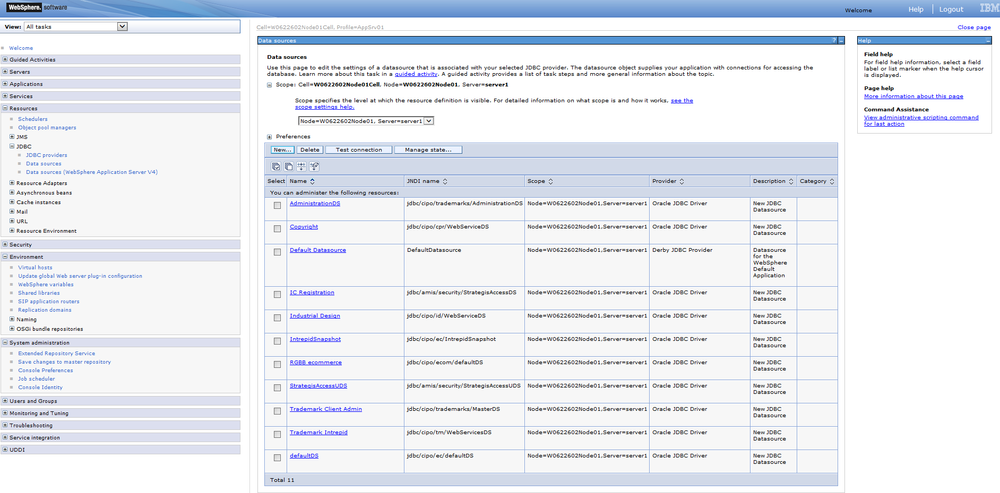 WebSphere. software
Welcome
Help
Logout
IBM
View: All tasks
Cell=W0622602Node01Cell, Profile=AppSrv01
Close page
Welcome
Guided Activities
Servers
Applications
Services
Resources
Schedulers
Object pool managers
JMS
JDBC
JDBC providers
Data sources
Data sources (WebSphere Application Server V4)
Resource Adapters
Asynchronous beans
Cache instances
Mail
URL
Resource Environment
Security
Environment
Virtual hosts
Update global Web server plug-in configuration
WebSphere variables
Shared libraries
SIP application routers
Replication domains
Naming
OSGi bundle repositories
System administration
Extended Repository Service
Save changes to master repository
Console Preferences
Job scheduler
Console Identity
Users and Groups
Monitoring and Tuning
Troubleshooting
Service integration
UDDI
Data sources
?
Data sources
Use this page to edit the settings of a datasource that is associated with your selected JDBC provider. The datasource object supplies your application with connections for accessing the
database. Learn more about this task in a guided activity. A guided activity provides a list of task steps and more general information about the topic.
Scope: Cell=W0622602Node01Cell, Node=W0622602Node01, Server=server1
Scope specifies the level at which the resource definition is visible. For detailed information on what scope is and how it works, see the
scope settings help.
Node=W0622602Node01, Server=server1
Preferences
New... Delete Test connection Manage state...
Select Name JNDI name Scope Provider Description Category
You can administer the following resources:
AdministrationDS jdbc/cipo/trademarks/AdministrationDS Node=W0622602Node01,Server=server1 Oracle JDBC Driver New JDBC
Datasource
Copyright jdbc/cipo/cpr/WebServiceDS Node=W0622602Node01,Server=server1 Oracle JDBC Driver New JDBC
Datasource
Default Datasource DefaultDatasource Node=W0622602Node01,Server=server1 Derby JDBC Provider Datasource
for the
WebSphere
Default
Application
IC Registration jdbc/amis/security/StrategisAccessDS Node=W0622602Node01,Server=server1 Oracle JDBC Driver New JDBC
Datasource
Industrial Design jdbc/cipo/id/WebServiceDS Node=W0622602Node01,Server=server1 Oracle JDBC Driver New JDBC
Datasource
IntrepidSnapshot jdbc/cipo/ec/IntrepidSnapshot Node=W0622602Node01,Server=server1 Oracle JDBC Driver New JDBC
Datasource
RGBB ecommerce jdbc/cipo/ecom/defaultDS Node=W0622602Node01,Server=server1 Oracle JDBC Driver New JDBC
Datasource
StrategisAccessUDS jdbc/amis/security/StrategisAccessUDS Node=W0622602Node01,Server=server1 Oracle JDBC Driver New JDBC
Datasource
Trademark Client Admin jdbc/cipo/trademarks/MasterDS Node=W0622602Node01,Server=server1 Oracle JDBC Driver New JDBC
Datasource
Trademark Intrepid jdbc/cipo/tm/WebServicesDS Node=W0622602Node01,Server=server1 Oracle JDBC Driver New JDBC
Datasource
defaultDS jdbc/cipo/ec/defaultDS Node=W0622602Node01,Server=server1 Oracle JDBC Driver New JDBC
Datasource
Total 11
Help
Field help
For field help information, select a field
label or list marker when the help cursor
is displayed.
Page help
More information about this page
Command Assistance
View administrative scripting command
for last action